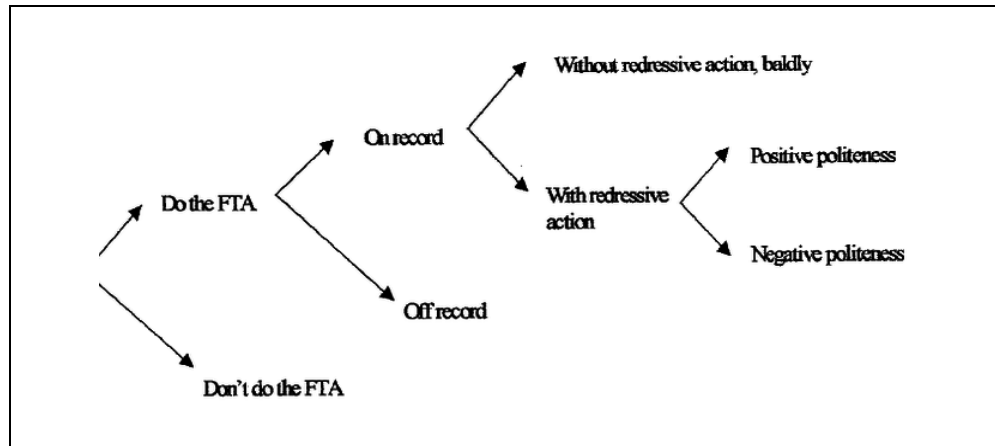 Without redressive action, baldly
On record
Positive politeness
Do the FTA
With redressive
action
Negative politeness
Off record
Don't do the FTA